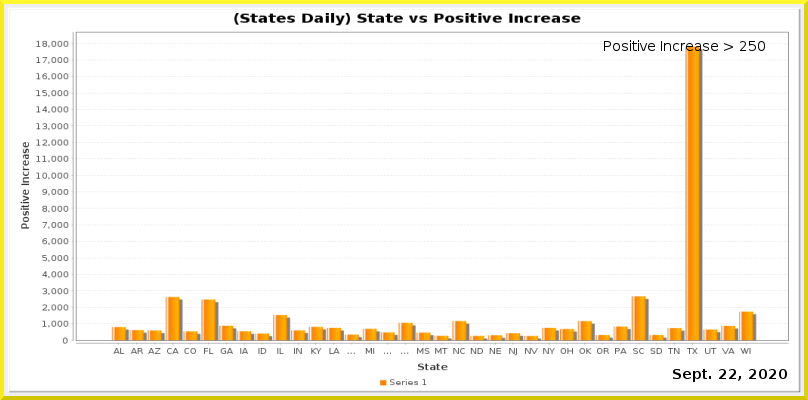 (States Daily) State vs Positive Increase
Positive Increase > 250
18,000
17,000
16,000
15,000
14,000
13,000
12,000
11,000
10,000
9,000
8,000
7,000
6,000
5,000
4,000
3,000
2,000
1,000
0
Positive Increase
AL AR AZ CA CO FL GA IA ID IL IN KY LA ... MI ... ... MS MT NC ND NE NJ NV NY OH OK OR PA SC SD TN TX UT VA WI
State
Sept. 22, 2020
Series 1